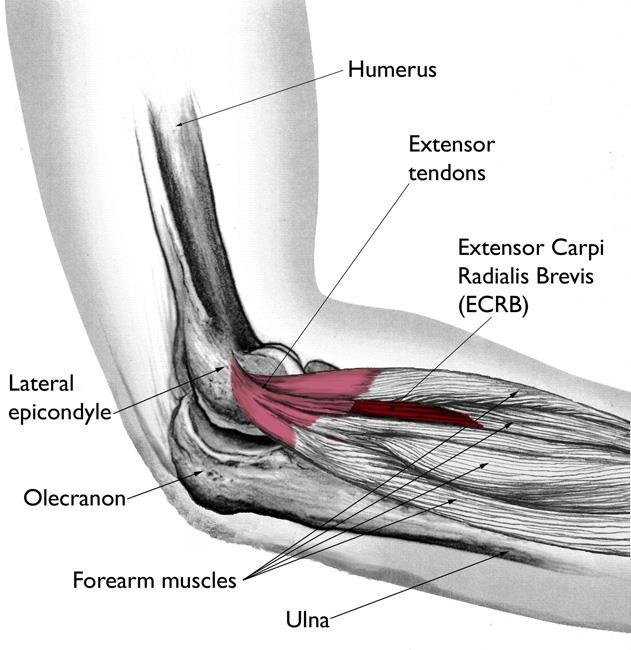 Humerus
Extensor
tendons
Extensor Carpi
Radialis Brevis
(ECRB)
Lateral
epicondyle
Olecranon
Forearm muscles
Ulna